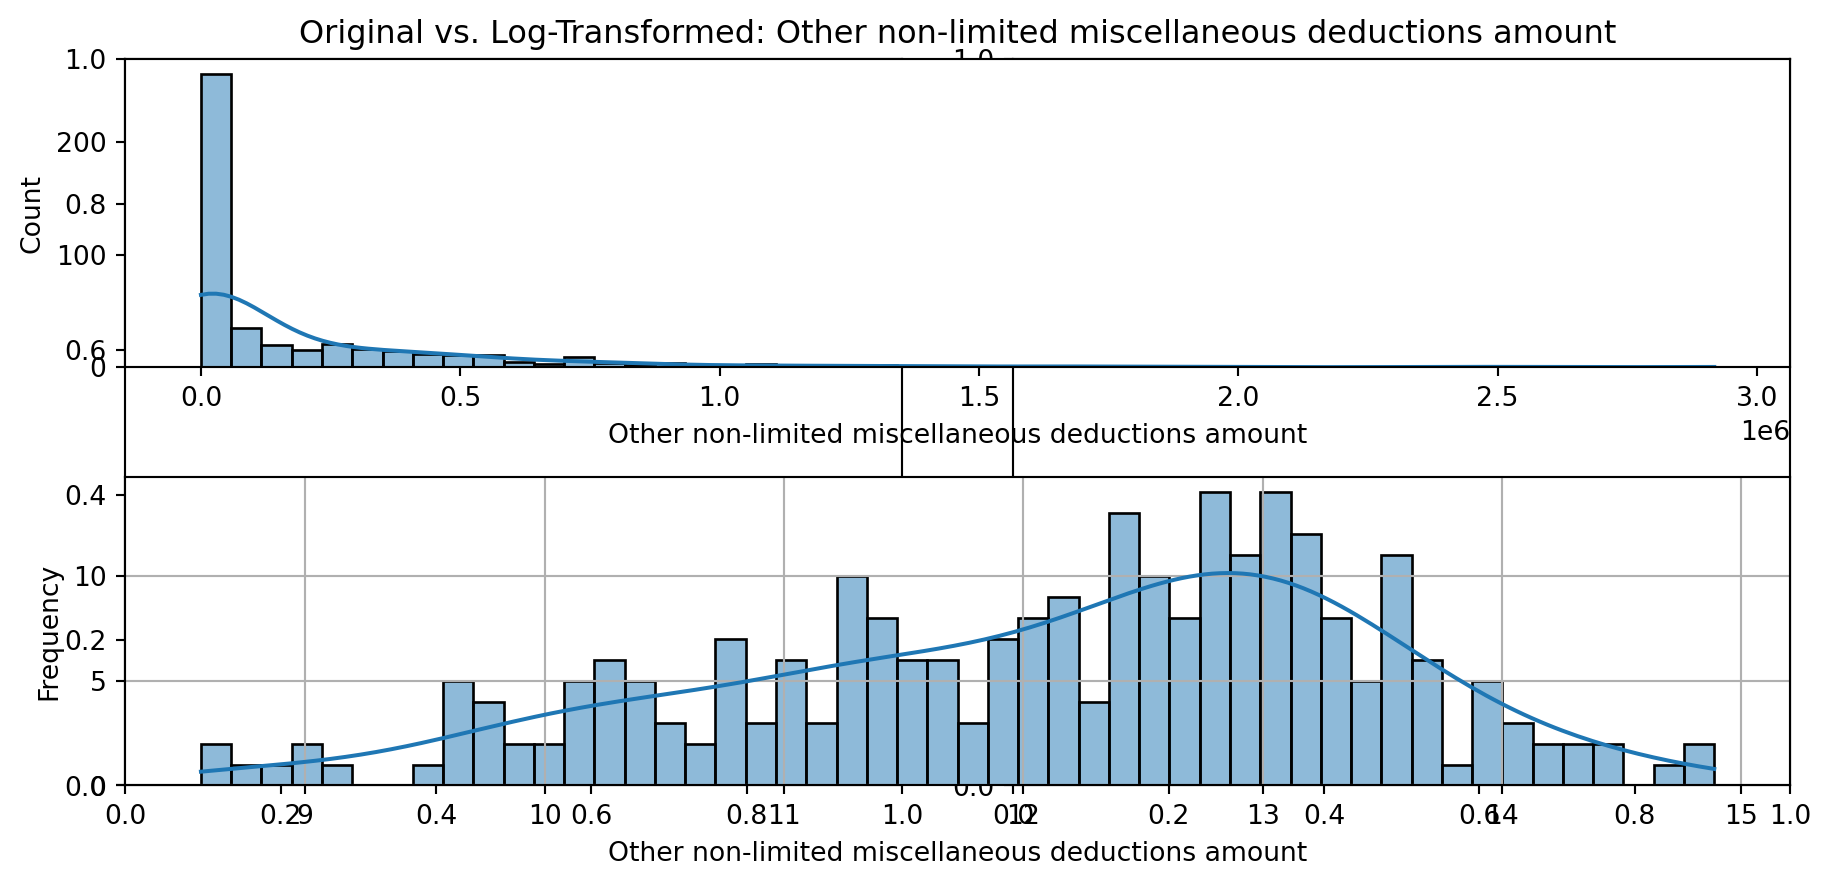 Original vs. Log-Transformed: Other non-limited miscellaneous deductions amount
1.0
1.0
200
0.8
100
0.6
0
Count
0.0 0.5 1.0 1.5 2.0 2.5 3.0
Other non-limited miscellaneous deductions amount
1e6
0.4
10
0.2
5
0.0
0.0
Frequency
0.0 0.2 9 0.4 10 0.6 0.8 11 1.0 0.0 12 0.2 13 0.4 0.6 14 0.8 15 1.0
Other non-limited miscellaneous deductions amount